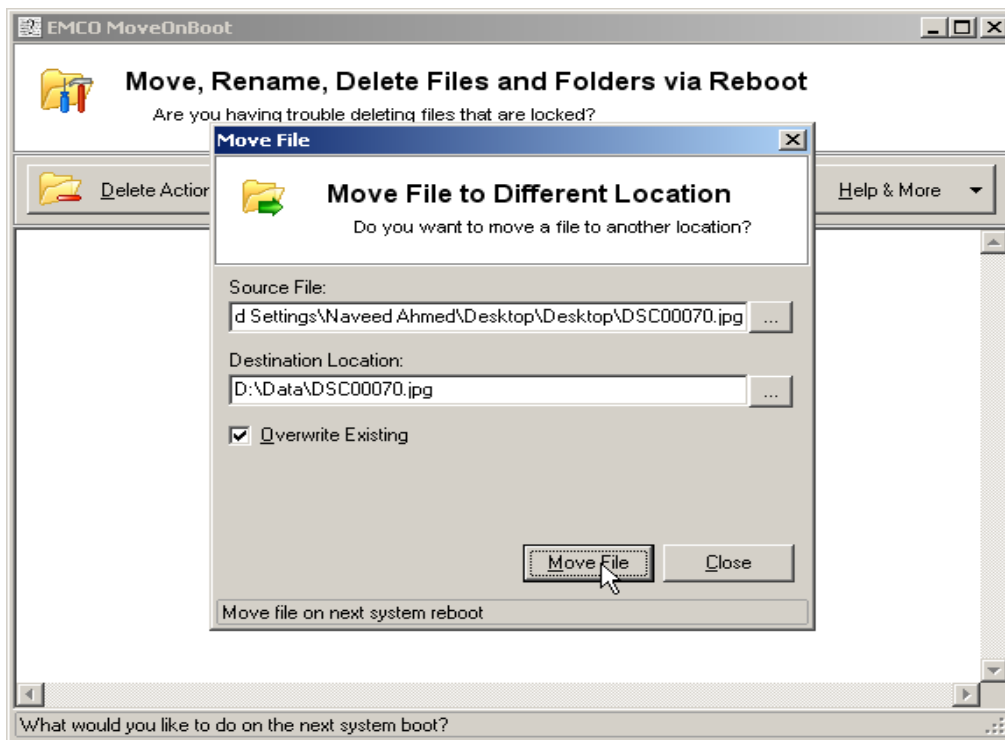 EMCO MoveOnBoot
Move, Rename, Delete Files and Folders via Reboot
Are you having trouble deleting files that are locked?
Delete Action
Help & More
Move File
Move File to Different Location
Do you want to move a file to another location?
Source File:
d Settings\Naveed Ahmed\Desktop\Desktop\DSC00070.jpg
...
Destination Location:
D:\Data\DSC00070.jpg
...
Overwrite Existing
Move File
Close
Move file on next system reboot
What would you like to do on the next system boot?